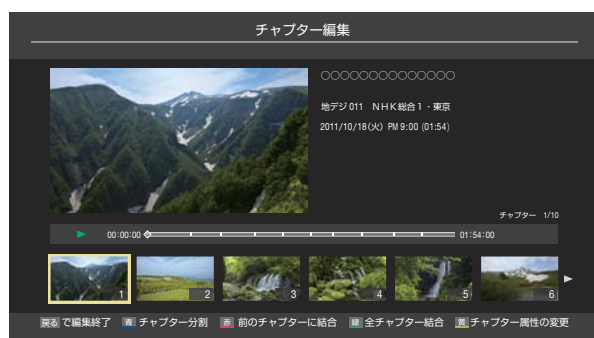 チャプター編集
○○○○○○○○○○○○○○
地デジ011 NHK総合1・東京
2011/10/18(火) PM 9:00 (01:54)
チャプター 1/10
00:00:00 01:54:00
1 2 3 4 5 6
戻る で編集終了 青 チャプター分割 赤 前のチャプターに結合 緑 全チャプター結合 黄 チャプター属性の変更